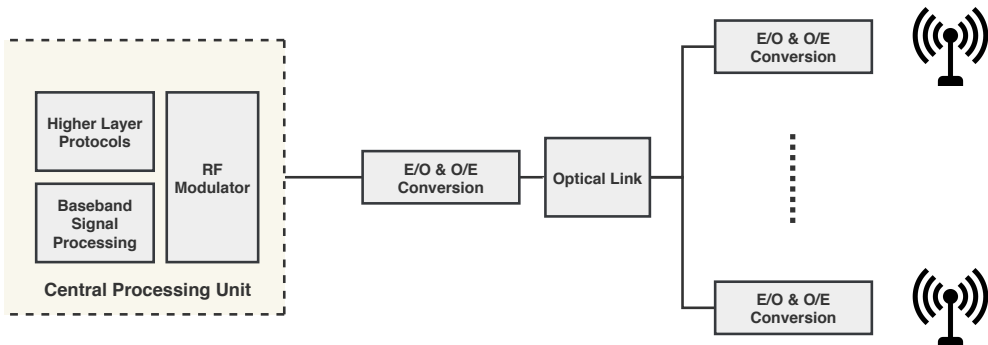 Higher Layer
Protocols
RF
Modulator
Baseband
Signal
Processing
Central Processing Unit
E/O & O/E
Conversion
Optical Link
E/O & O/E
Conversion
E/O & O/E
Conversion